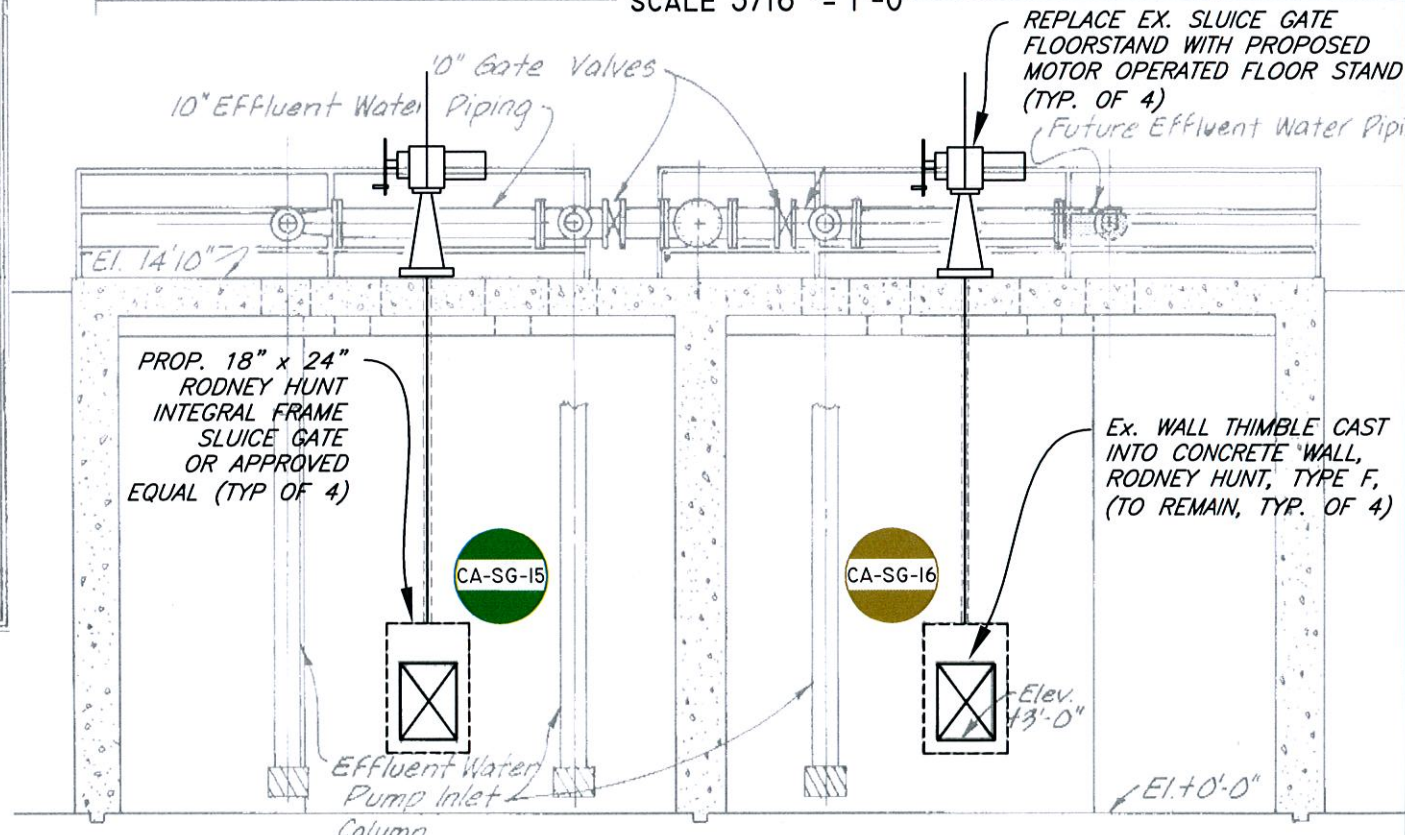 SCALE 5/16" = 1'-0"
REPLACE EX. SLUICE GATE
FLOORSTAND WITH PROPOSED
MOTOR OPERATED FLOOR STAND
(TYP. OF 4)
10" Gate Valves
10" Effluent Water Piping
Future Effluent Water Pipi
El. 14'10"
PROP. 18" x 24"
RODNEY HUNT
INTEGRAL FRAME
SLUICE GATE
OR APPROVED
EQUAL (TYP OF 4)
Ex. WALL THIMBLE CAST
INTO CONCRETE WALL,
RODNEY HUNT, TYPE F,
(TO REMAIN, TYP. OF 4)
CA-SG-15
CA-SG-16
Elev.
+3'-0"
Effluent Water
Pump Inlet
Column
El.+0'-0"